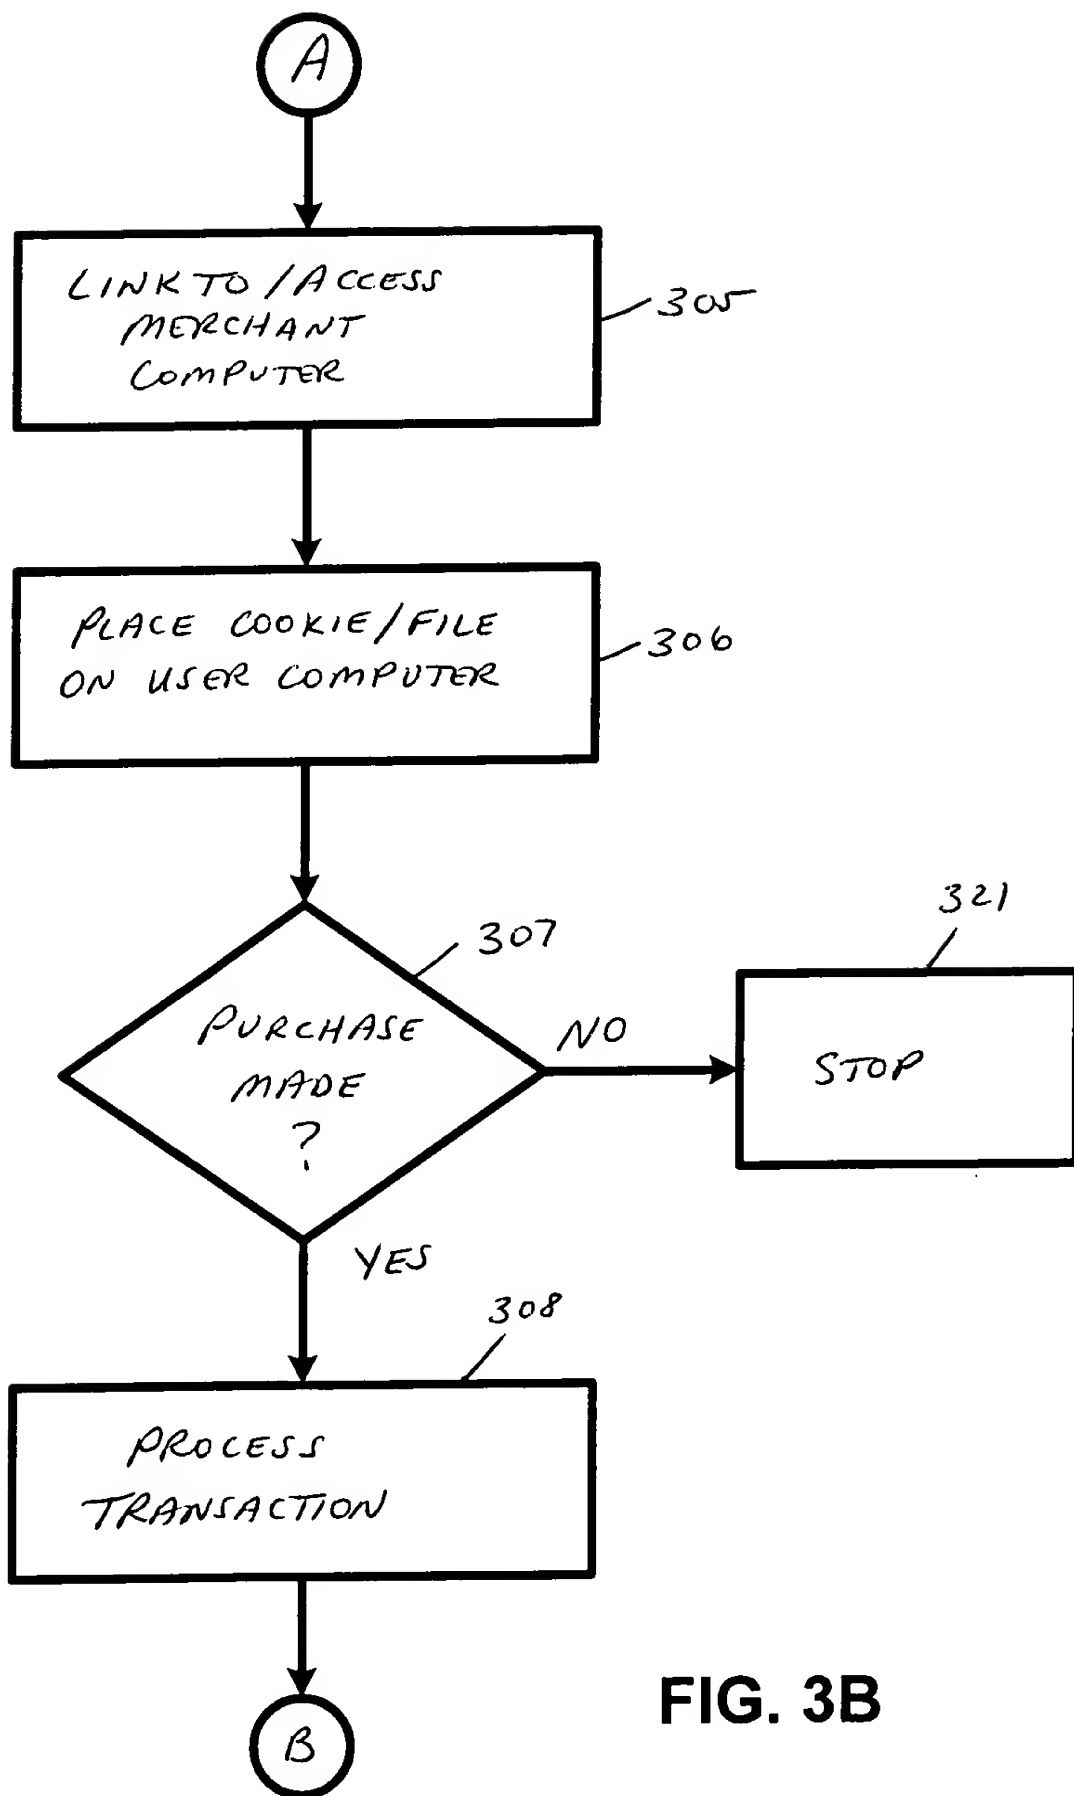 A
LINK TO / ACCESS
MERCHANT
COMPUTER
305
PLACE COOKIE / FILE
ON USER COMPUTER
306
307
321
PURCHASE
MADE
?
NO
STOP
YES
308
PROCESS
TRANSACTION
FIG. 3B
B